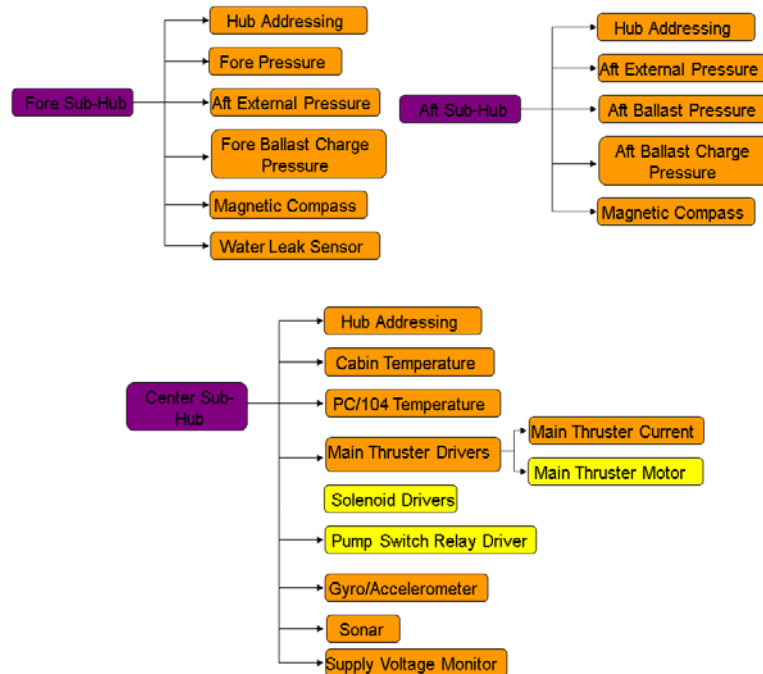 Fore Sub-Hub
Hub Addressing
Fore Pressure
Aft External Pressure
Fore Ballast Charge
Pressure
Magnetic Compass
Water Leak Sensor
Aft Sub-Hub
Hub Addressing
Aft External Pressure
Aft Ballast Pressure
Aft Ballast Charge
Pressure
Magnetic Compass
Center Sub-
Hub
Hub Addressing
Cabin Temperature
PC/104 Temperature
Main Thruster Drivers
Main Thruster Current
Main Thruster Motor
Solenoid Drivers
Pump Switch Relay Driver
Gyro/Accelerometer
Sonar
Supply Voltage Monitor